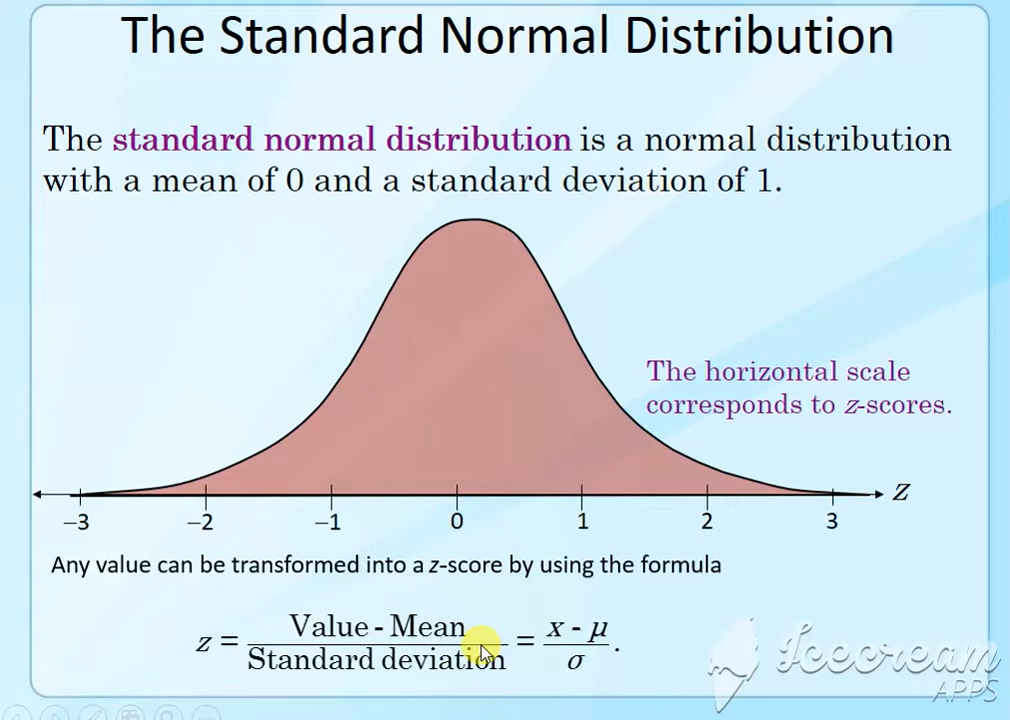 The Standard Normal Distribution
The standard normal distribution is a normal distribution
with a mean of 0 and a standard deviation of 1.
The horizontal scale
corresponds to z-scores.
z
–3 –2 –1 0 1 2 3
Any value can be transformed into a z-score by using the formula
z = Value - Mean / Standard deviation = x - μ / σ .
Icecream
APPS